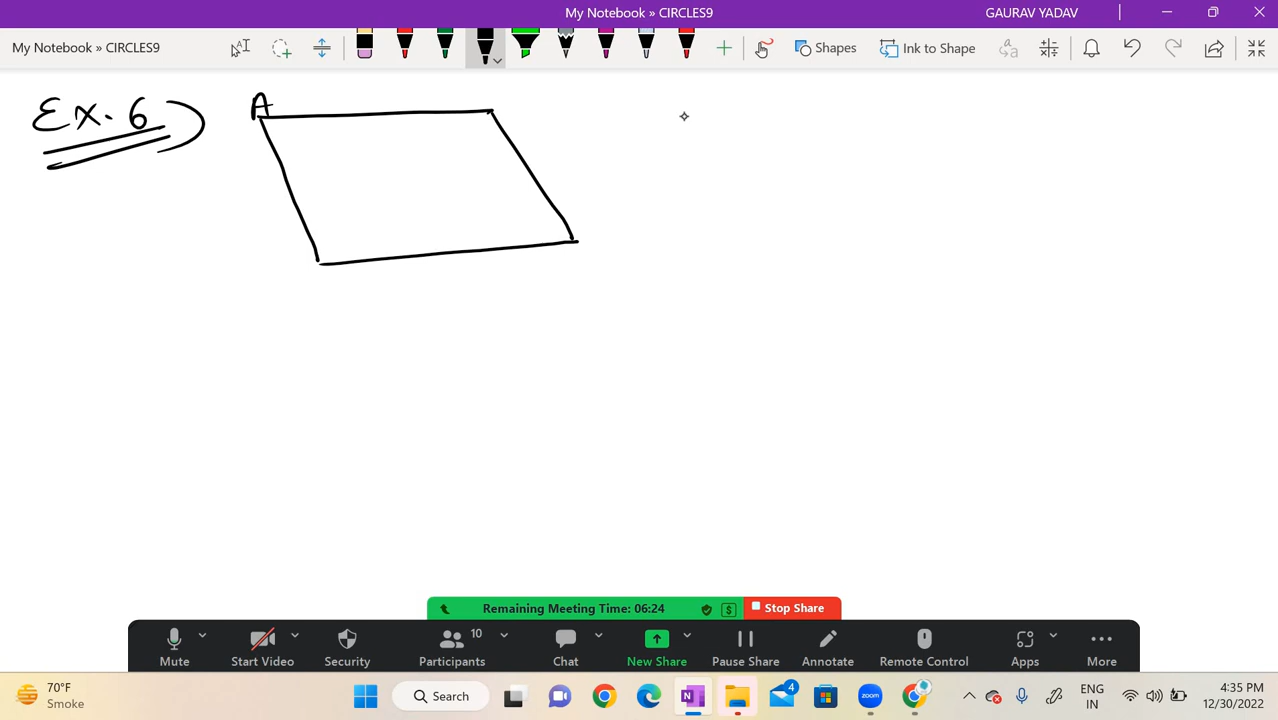 My Notebook » CIRCLES9
GAURAV YADAV
My Notebook » CIRCLES9
Shapes
Ink to Shape
Ex. 6)
A
Remaining Meeting Time: 06:24
Stop Share
10
Mute
Start Video
Security
Participants
Chat
New Share
Pause Share
Annotate
Remote Control
Apps
More
70°F
Smoke
Search
4
zoom
ENG
IN
4:35 PM
12/30/2022